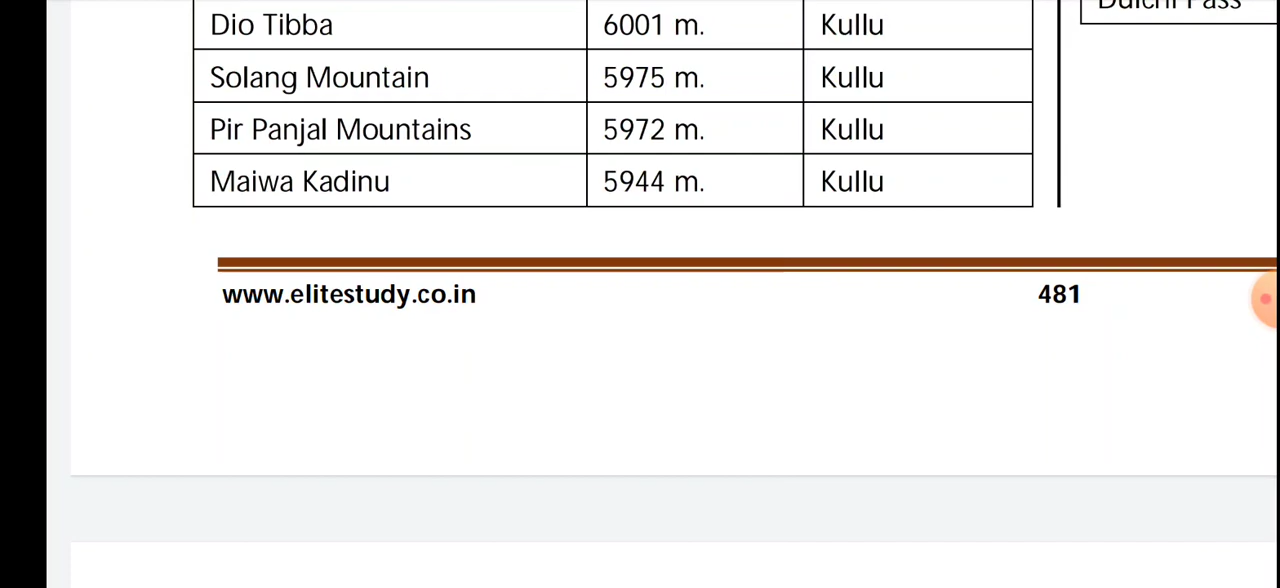 Dio Tibba 6001 m. Kullu
Solang Mountain 5975 m. Kullu
Pir Panjal Mountains 5972 m. Kullu
Maiwa Kadinu 5944 m. Kullu
www.elitestudy.co.in 481